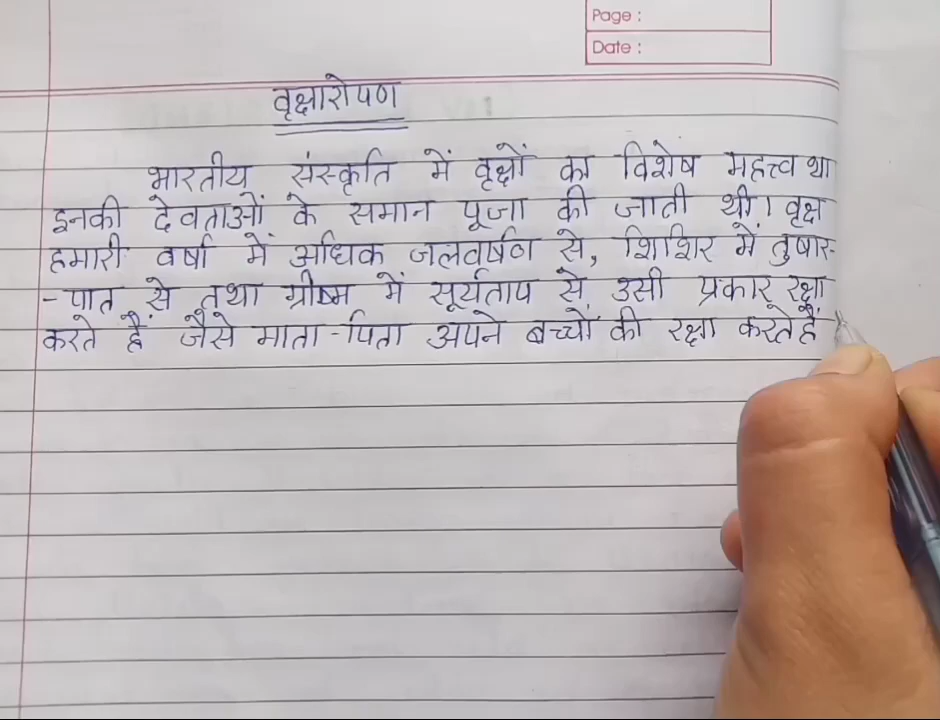 Page :
Date :
वृक्षारोपण
भारतीय संस्कृति में वृक्षों का विशेष महत्त्व था
इनकी देवताओं के समान पूजा की जाती थी। वृक्ष
हमारी वर्षा में अधिक जलवर्षण से, शिशिर में तुषार-
-पात से तथा ग्रीष्म में सूर्यताप से उसी प्रकार रक्षा
करते हैं जैसे माता-पिता अपने बच्चों की रक्षा करते हैं